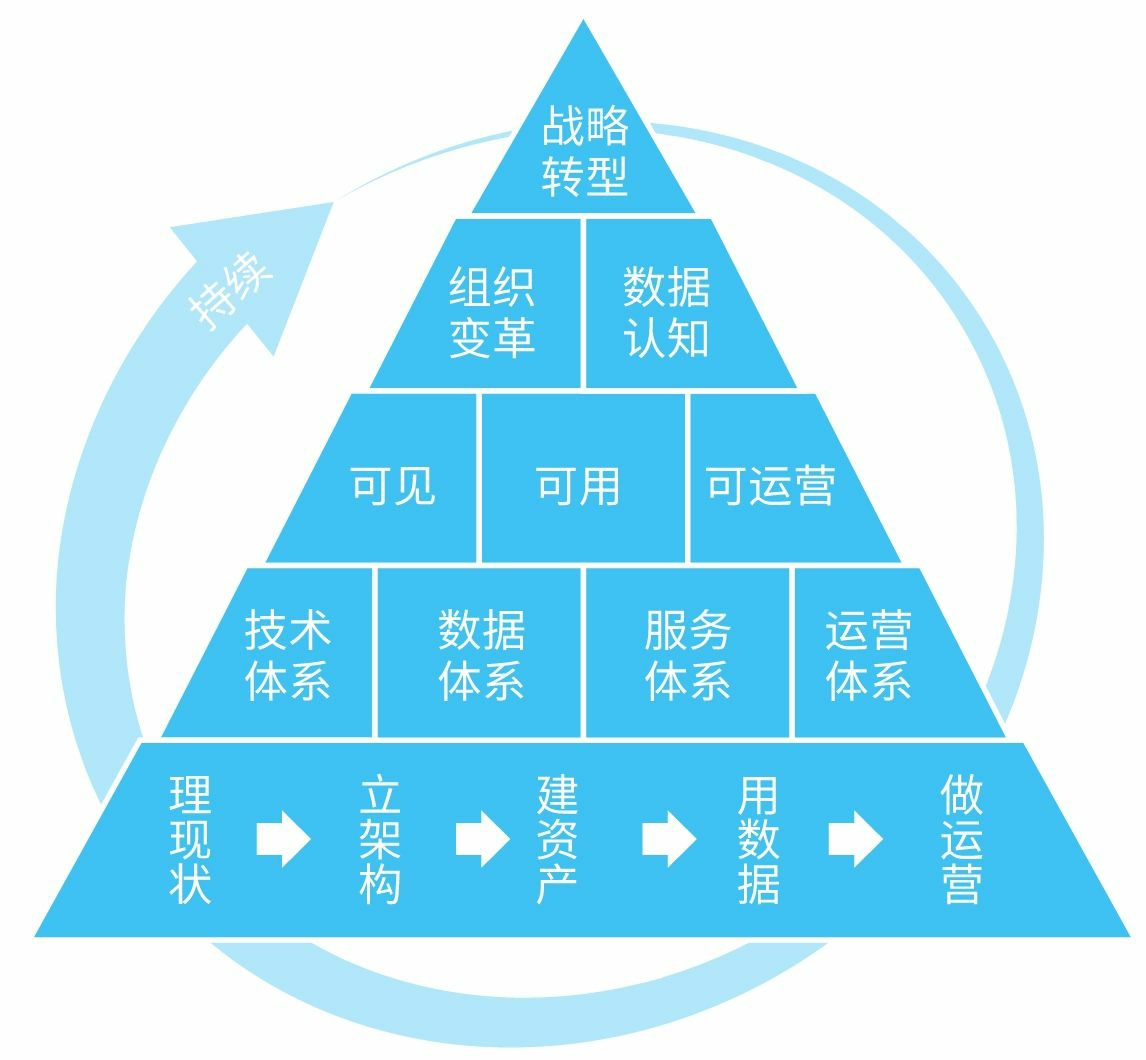 战略
转型
持续
组织
变革
数据
认知
可见
可用
可运营
技术
体系
数据
体系
服务
体系
运营
体系
理现状
立架构
建资产
用数据
做运营